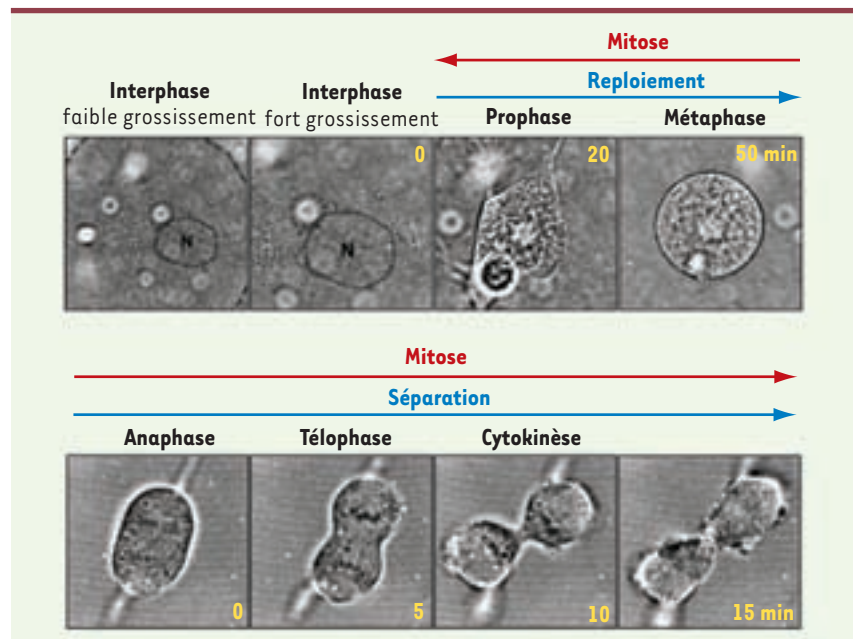 Mitose
Reploiement
Interphase Interphase
faible grossissement fort grossissement Prophase Métaphase
0 20 50 min
N N
Mitose
Séparation
Anaphase Télophase Cytokinèse
0 5 10 15 min